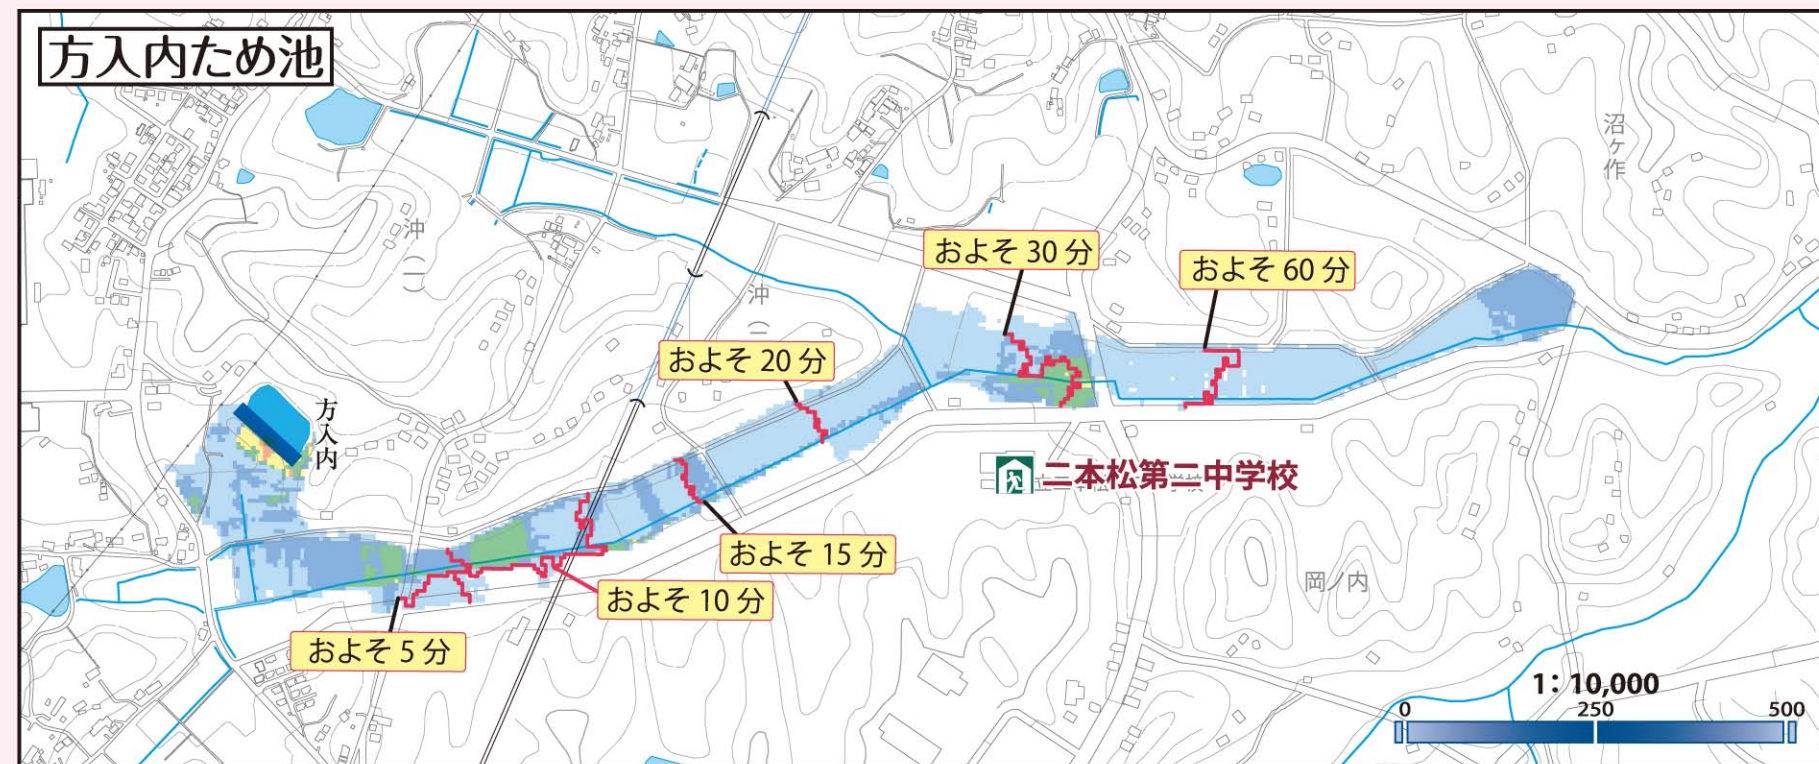 方入内ため池
沼ヶ作
沖
(一)
およそ 30 分
およそ 60 分
沖
(
およそ 20 分
方入内
二本松第二中学校
およそ 15 分
およそ 10 分
岡ノ内
およそ 5 分
1: 10,000
0 250 500